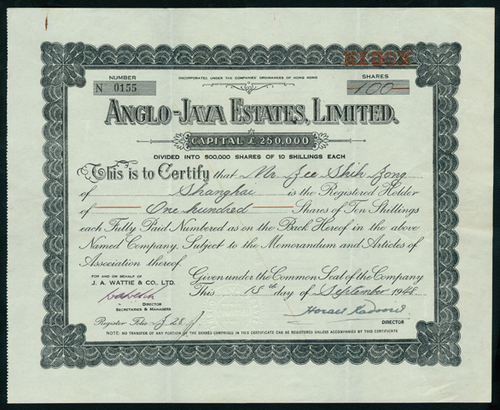 NUMBER
N 0155
INCORPORATED UNDER THE COMPANIES' ORDINANCES OF HONG KONG
SHARES
100
ANGLO-JAVA ESTATES, LIMITED.
CAPITAL £250,000
DIVIDED INTO 500,000 SHARES OF 10 SHILLINGS EACH
This is to Certify that Mr. Zee Shih Zong
of Shanghai is the Registered Holder
of One hundred Shares of Ten Shillings
each Fully Paid Numbered as on the Back Hereof in the above
Named Company, Subject to the Memorandum and Articles of
Association thereof
FOR AND ON BEHALF OF
J. A. WATTIE & CO., LTD.
Given under the Common Seal of the Company
This 15th day of September 1948
DIRECTOR
SECRETARIES & MANAGERS
Horace Kadoorie
DIRECTOR
Register Folio
NOTE: NO TRANSFER OF ANY PORTION OF THE SHARES COMPRISED IN THIS CERTIFICATE CAN BE REGISTERED UNLESS ACCOMPANIED BY THIS CERTIFICATE